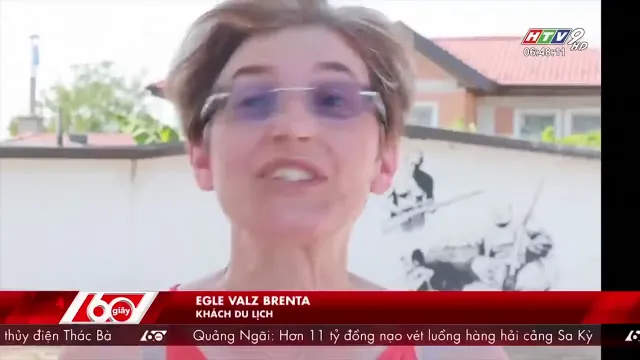 HTV9 HD
06:48:11
EGLE VALZ BRENTA
KHÁCH DU LỊCH
60 giây
thủy điện Thác Bà 60 Quảng Ngãi: Hơn 11 tỷ đồng nạo vét luồng hàng hải cảng Sa Kỳ